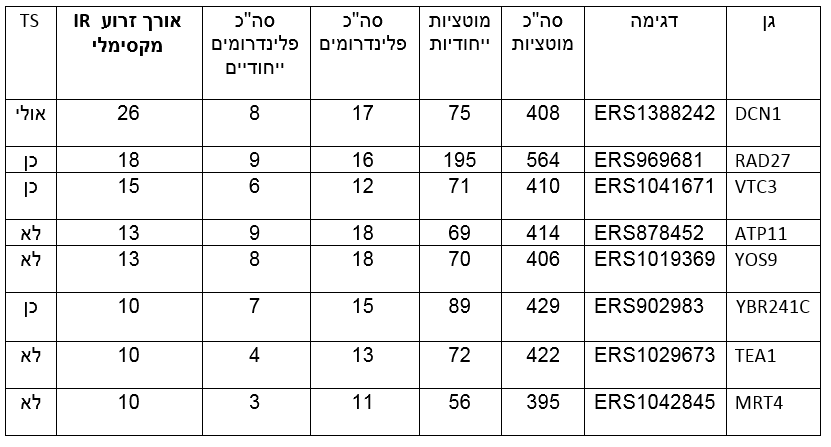 גן דגימה סה"כ מוטציות מוטציות ייחודיות סה"כ פלינדרומים סה"כ פלינדרומים ייחודיים אורך זרוע IR מקסימלי TS
DCN1 ERS1388242 408 75 17 8 26 אולי
RAD27 ERS969681 564 195 16 9 18 כן
VTC3 ERS1041671 410 71 12 6 15 כן
ATP11 ERS878452 414 69 18 9 13 לא
YOS9 ERS1019369 406 70 18 8 13 לא
YBR241C ERS902983 429 89 15 7 10 כן
TEA1 ERS1029673 422 72 13 4 10 לא
MRT4 ERS1042845 395 56 11 3 10 לא